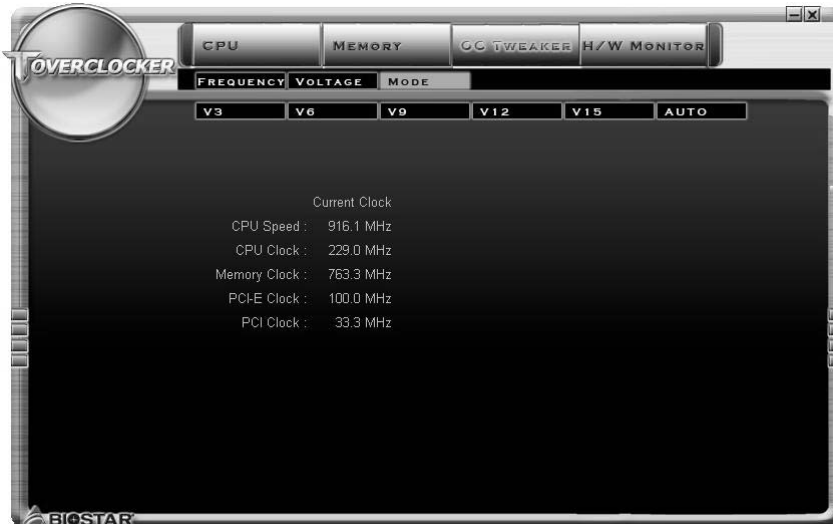 CPU MEMORY OC TWEAKER H/W MONITOR
TOVERCLOCKER
FREQUENCY VOLTAGE MODE
V3 V6 V9 V12 V15 AUTO
Current Clock
CPU Speed : 916.1 MHz
CPU Clock : 229.0 MHz
Memory Clock : 763.3 MHz
PCI-E Clock : 100.0 MHz
PCI Clock : 33.3 MHz
BIOSTAR